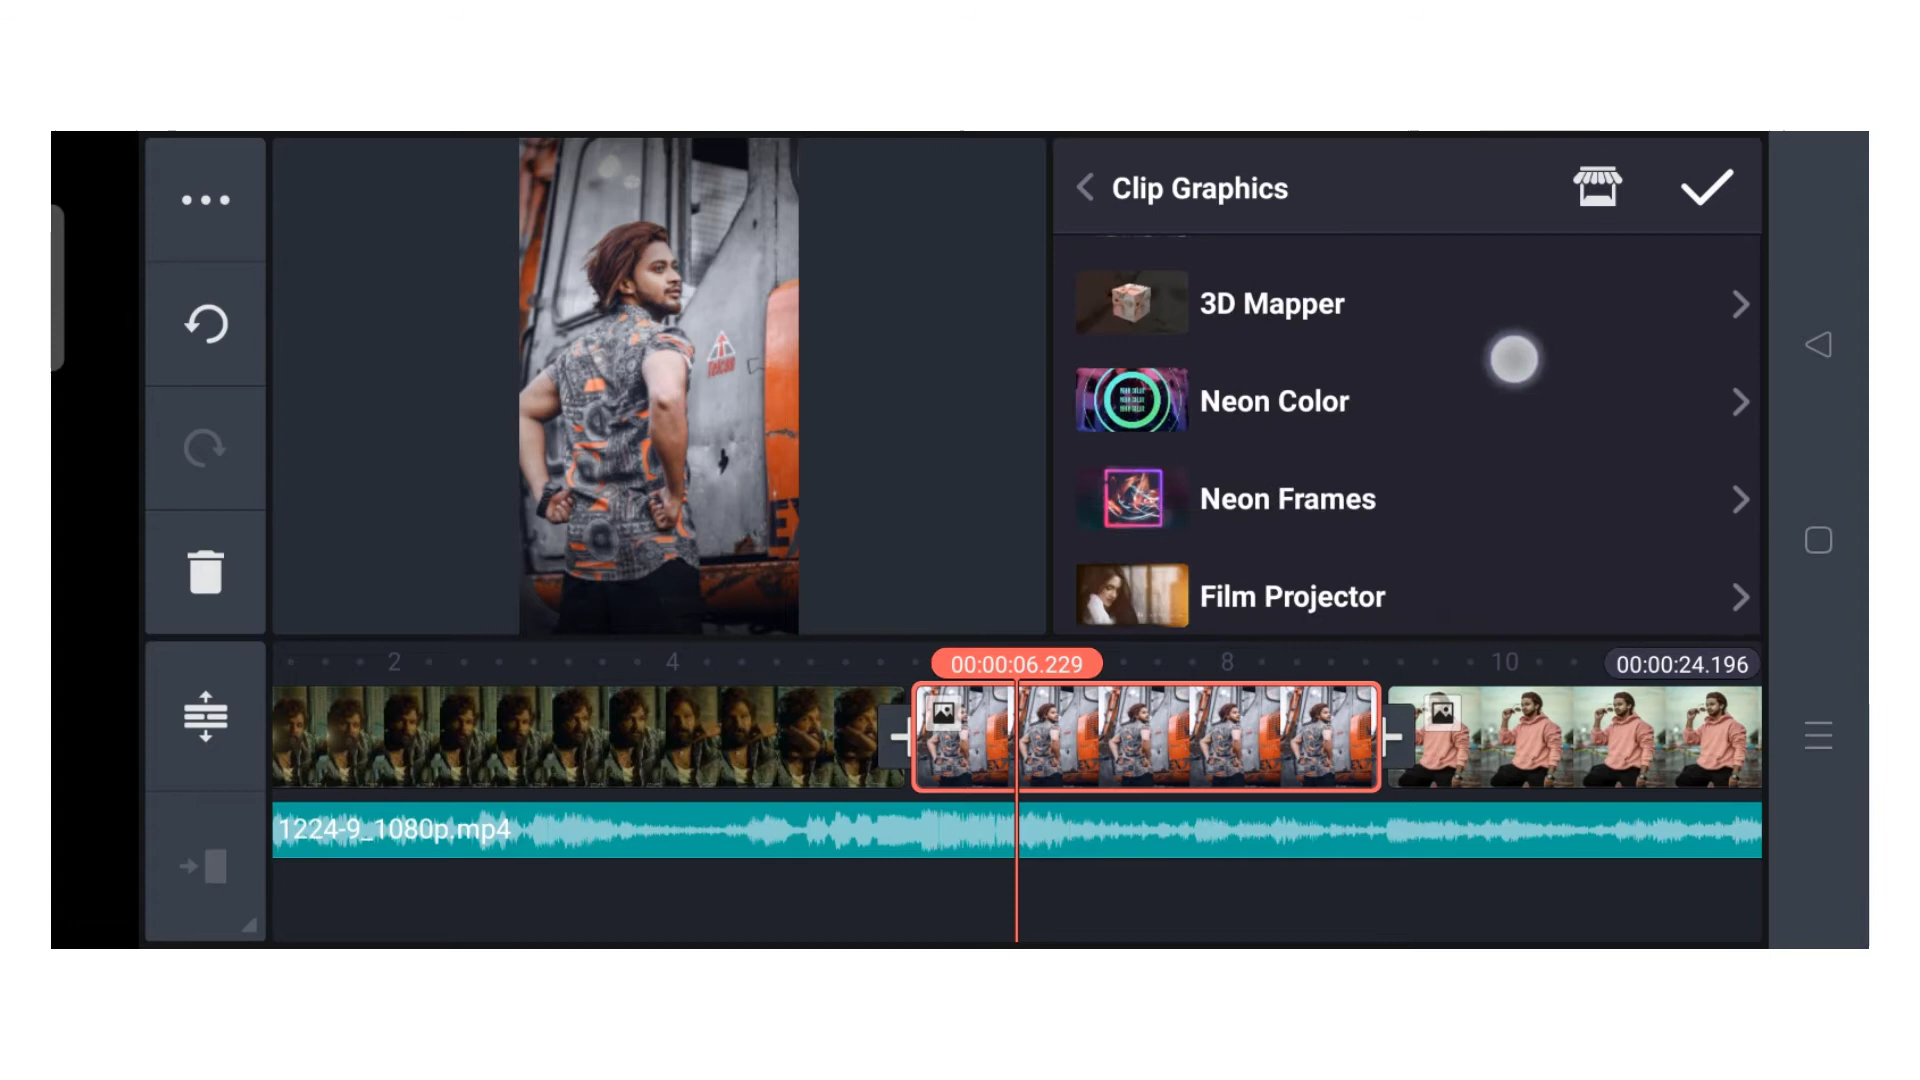 Clip Graphics
3D Mapper
Neon Color
Neon Frames
Film Projector
2
4
00:00:06.229
8
10
00:00:24.196
1224-9_1080p.mp4